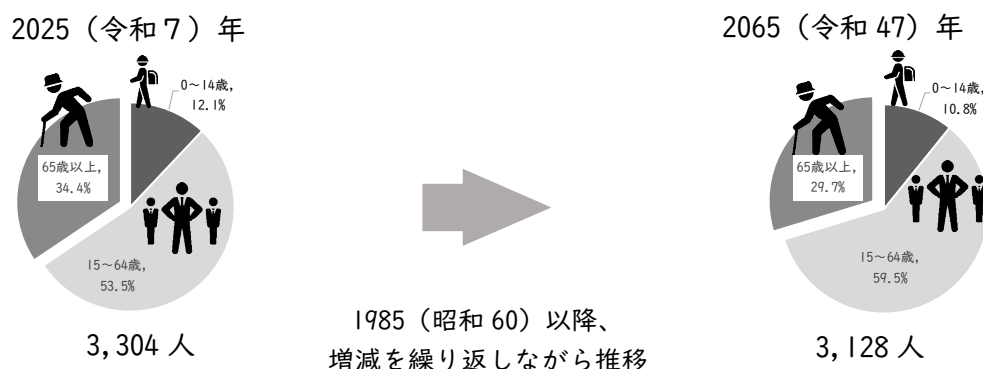 2025（令和７）年
0～14歳,
12.1%
65歳以上,
34.4%
15～64歳,
53.5%
3,304 人
1985（昭和 60）以降、
増減を繰り返しながら推移
2065（令和 47）年
0～14歳,
10.8%
65歳以上,
29.7%
15～64歳,
59.5%
3,128 人